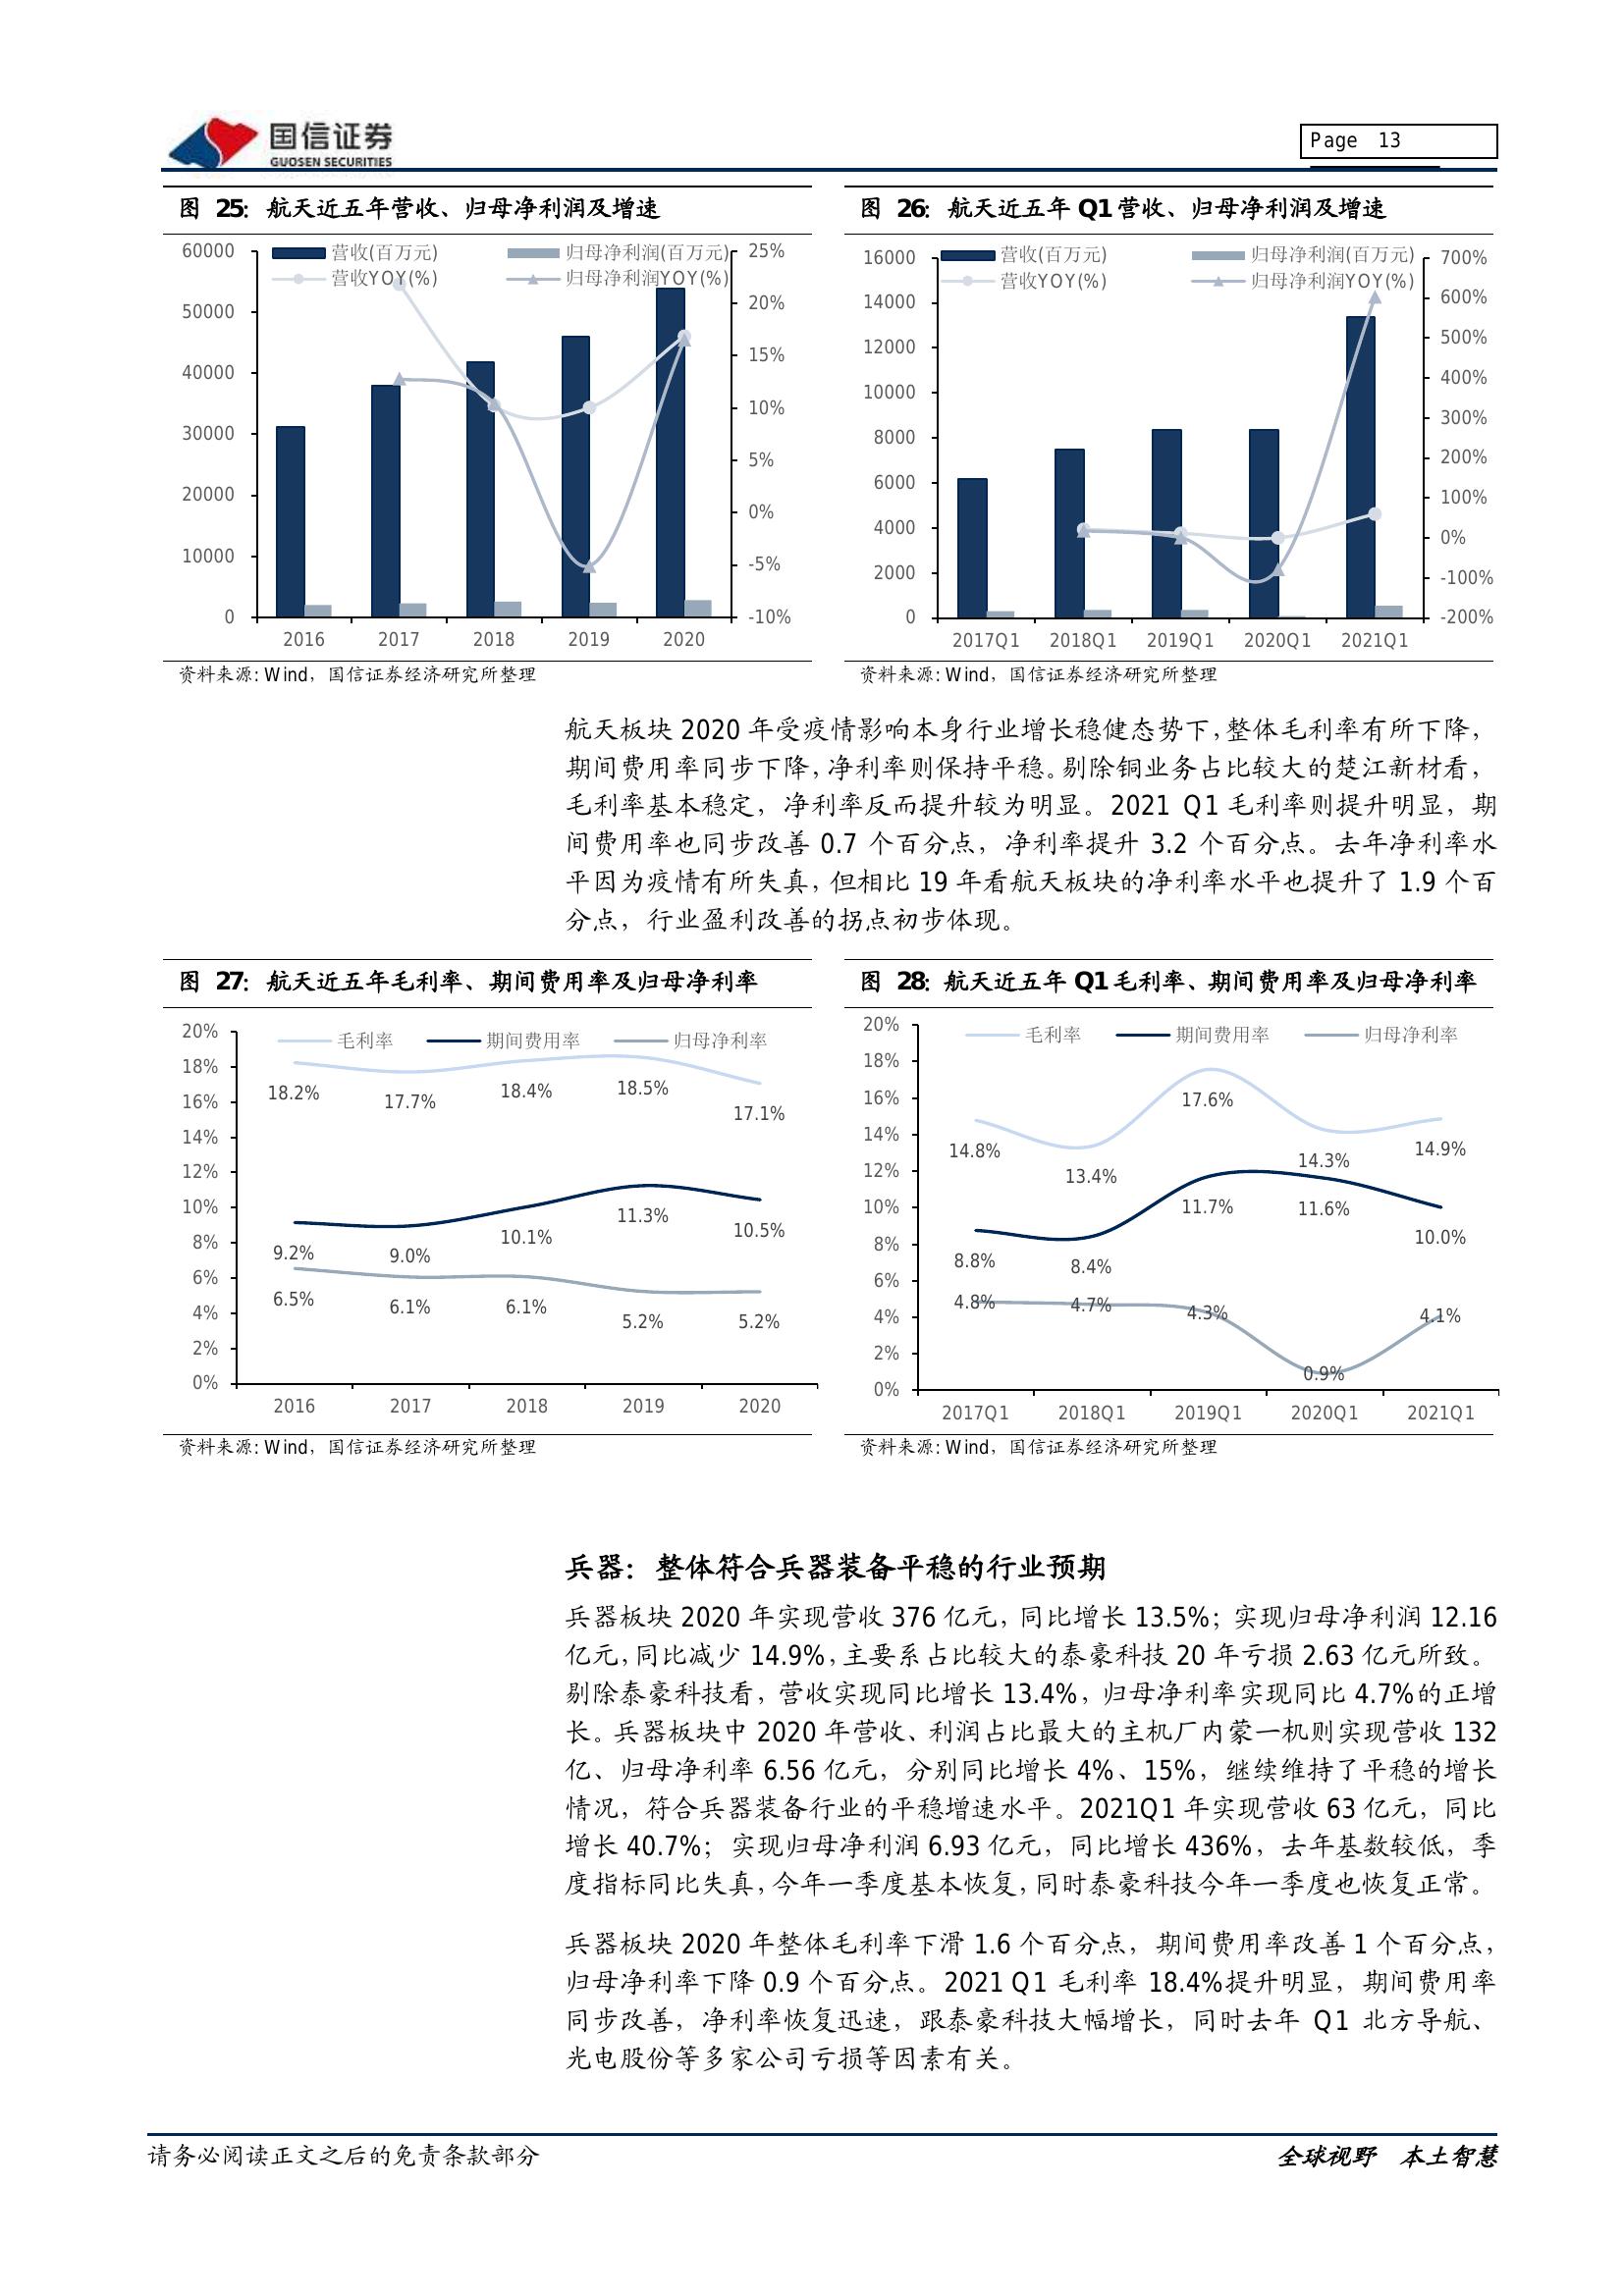 国信证券
GUOSEN SECURITIES
Page 13
图 25：航天近五年营收、归母净利润及增速
营收(百万元) 归母净利润(百万元)
营收YOY(%) 归母净利润YOY(%)
60000
50000
40000
30000
20000
10000
0
25%
20%
15%
10%
5%
0%
-5%
-10%
2016 2017 2018 2019 2020
资料来源：Wind，国信证券经济研究所整理
图 26：航天近五年 Q1 营收、归母净利润及增速
营收(百万元) 归母净利润(百万元)
营收YOY(%) 归母净利润YOY(%)
16000
14000
12000
10000
8000
6000
4000
2000
0
700%
600%
500%
400%
300%
200%
100%
0%
-100%
-200%
2017Q1 2018Q1 2019Q1 2020Q1 2021Q1
资料来源：Wind，国信证券经济研究所整理
航天板块 2020 年受疫情影响本身行业增长稳健态势下，整体毛利率有所下降，
期间费用率同步下降，净利率则保持平稳。剔除铜业务占比较大的楚江新材看，
毛利率基本稳定，净利率反而提升较为明显。2021 Q1 毛利率则提升明显，期
间费用率也同步改善 0.7 个百分点，净利率提升 3.2 个百分点。去年净利率水
平因为疫情有所失真，但相比 19 年看航天板块的净利率水平也提升了 1.9 个百
分点，行业盈利改善的拐点初步体现。
图 27：航天近五年毛利率、期间费用率及归母净利率
毛利率 期间费用率 归母净利率
20%
18%
16%
14%
12%
10%
8%
6%
4%
2%
0%
18.2% 17.7% 18.4% 18.5% 17.1%
9.2% 9.0% 10.1% 11.3% 10.5%
6.5% 6.1% 6.1% 5.2% 5.2%
2016 2017 2018 2019 2020
资料来源：Wind，国信证券经济研究所整理
图 28：航天近五年 Q1 毛利率、期间费用率及归母净利率
毛利率 期间费用率 归母净利率
20%
18%
16%
14%
12%
10%
8%
6%
4%
2%
0%
14.8% 13.4% 17.6% 14.3% 14.9%
8.8% 8.4% 11.7% 11.6% 10.0%
4.8% 4.7% 4.3% 0.9% 4.1%
2017Q1 2018Q1 2019Q1 2020Q1 2021Q1
资料来源：Wind，国信证券经济研究所整理
兵器：整体符合兵器装备平稳的行业预期
兵器板块 2020 年实现营收 376 亿元，同比增长 13.5%；实现归母净利润 12.16
亿元，同比减少 14.9%，主要系占比较大的泰豪科技 20 年亏损 2.63 亿元所致。
剔除泰豪科技看，营收实现同比增长 13.4%，归母净利率实现同比 4.7%的正增
长。兵器板块中 2020 年营收、利润占比最大的主机厂内蒙一机则实现营收 132
亿、归母净利率 6.56 亿元，分别同比增长 4%、15%，继续维持了平稳的增长
情况，符合兵器装备行业的平稳增速水平。2021Q1 年实现营收 63 亿元，同比
增长 40.7%；实现归母净利润 6.93 亿元，同比增长 436%，去年基数较低，季
度指标同比失真，今年一季度基本恢复，同时泰豪科技今年一季度也恢复正常。
兵器板块 2020 年整体毛利率下滑 1.6 个百分点，期间费用率改善 1 个百分点，
归母净利率下降 0.9 个百分点。2021 Q1 毛利率 18.4%提升明显，期间费用率
同步改善，净利率恢复迅速，跟泰豪科技大幅增长，同时去年 Q1 北方导航、
光电股份等多家公司亏损等因素有关。
请务必阅读正文之后的免责条款部分
全球视野 本土智慧